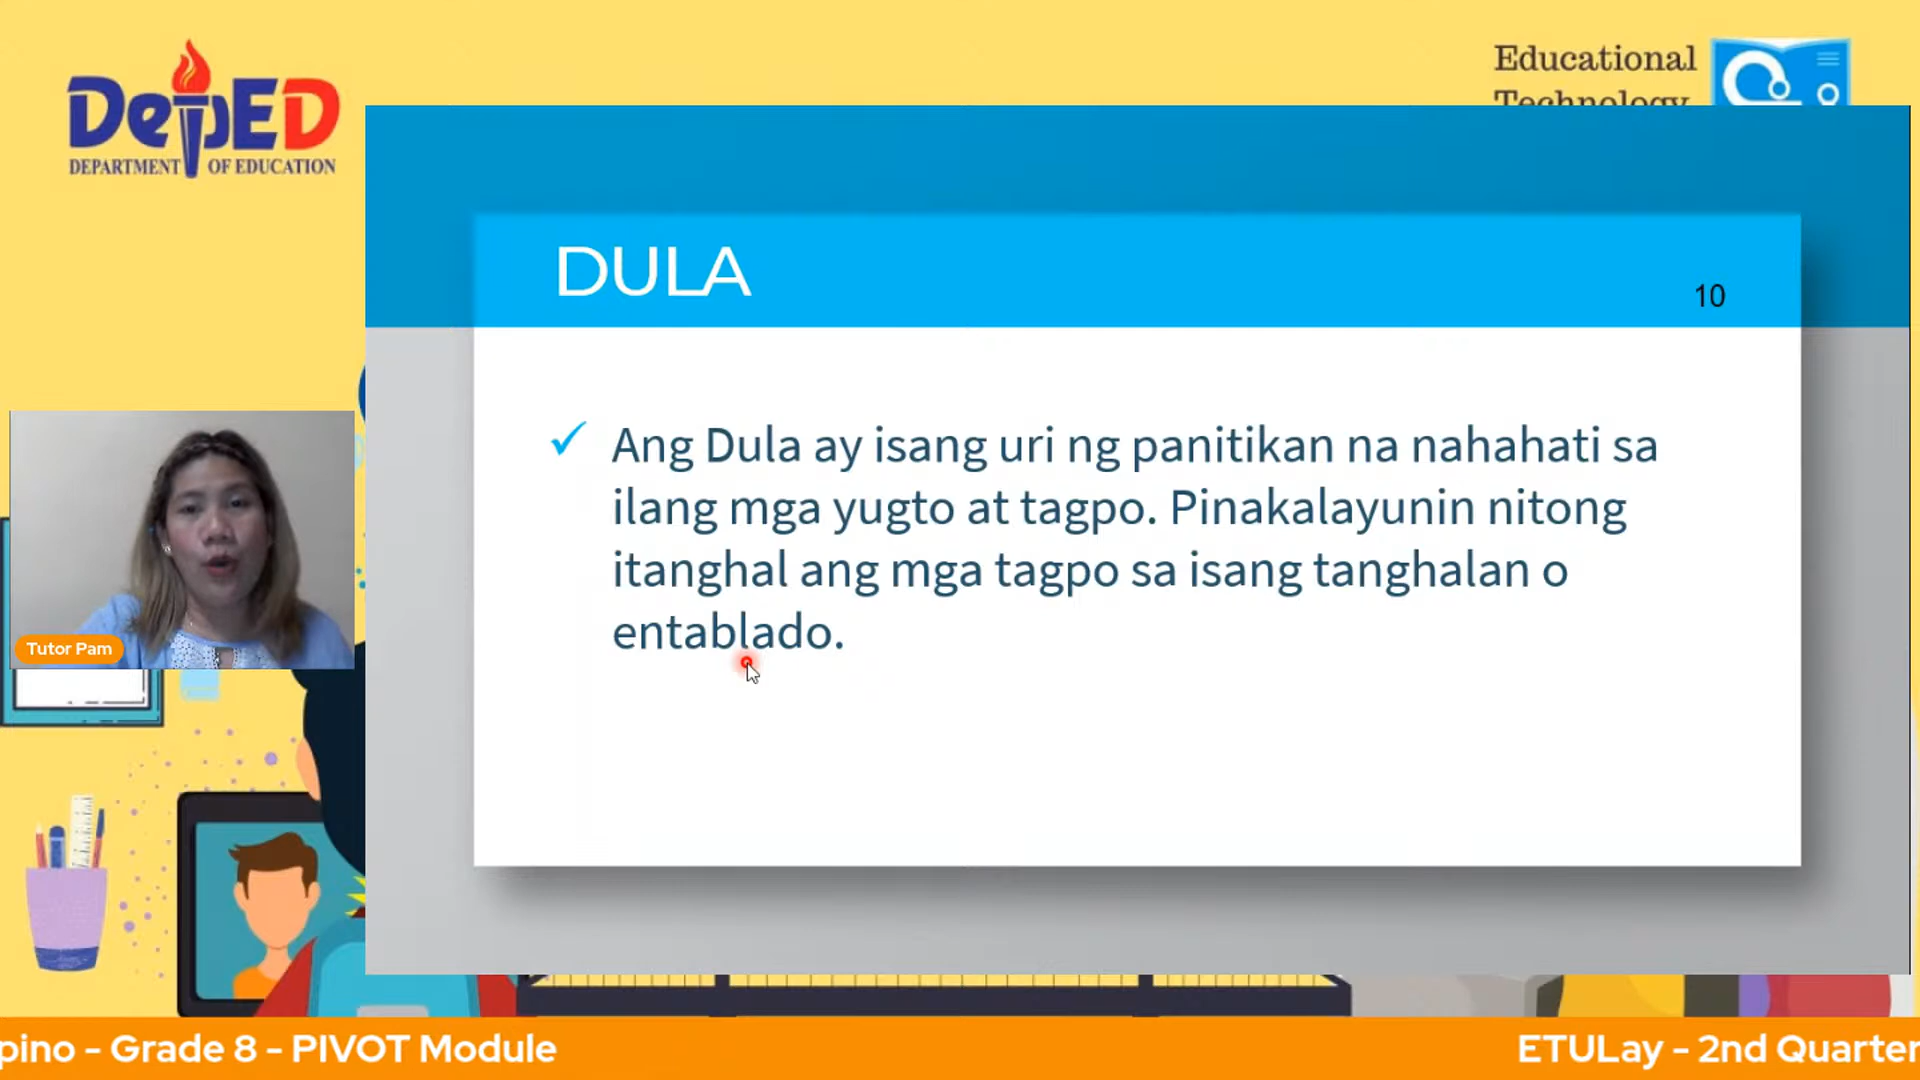 DepED
DEPARTMENT OF EDUCATION
Educational
Technology
DULA
10
Ang Dula ay isang uri ng panitikan na nahahati sa
ilang mga yugto at tagpo. Pinakalayunin nitong
itanghal ang mga tagpo sa isang tanghalan o
entablado.
Tutor Pam
pino - Grade 8 - PIVOT Module
ETULay - 2nd Quarter